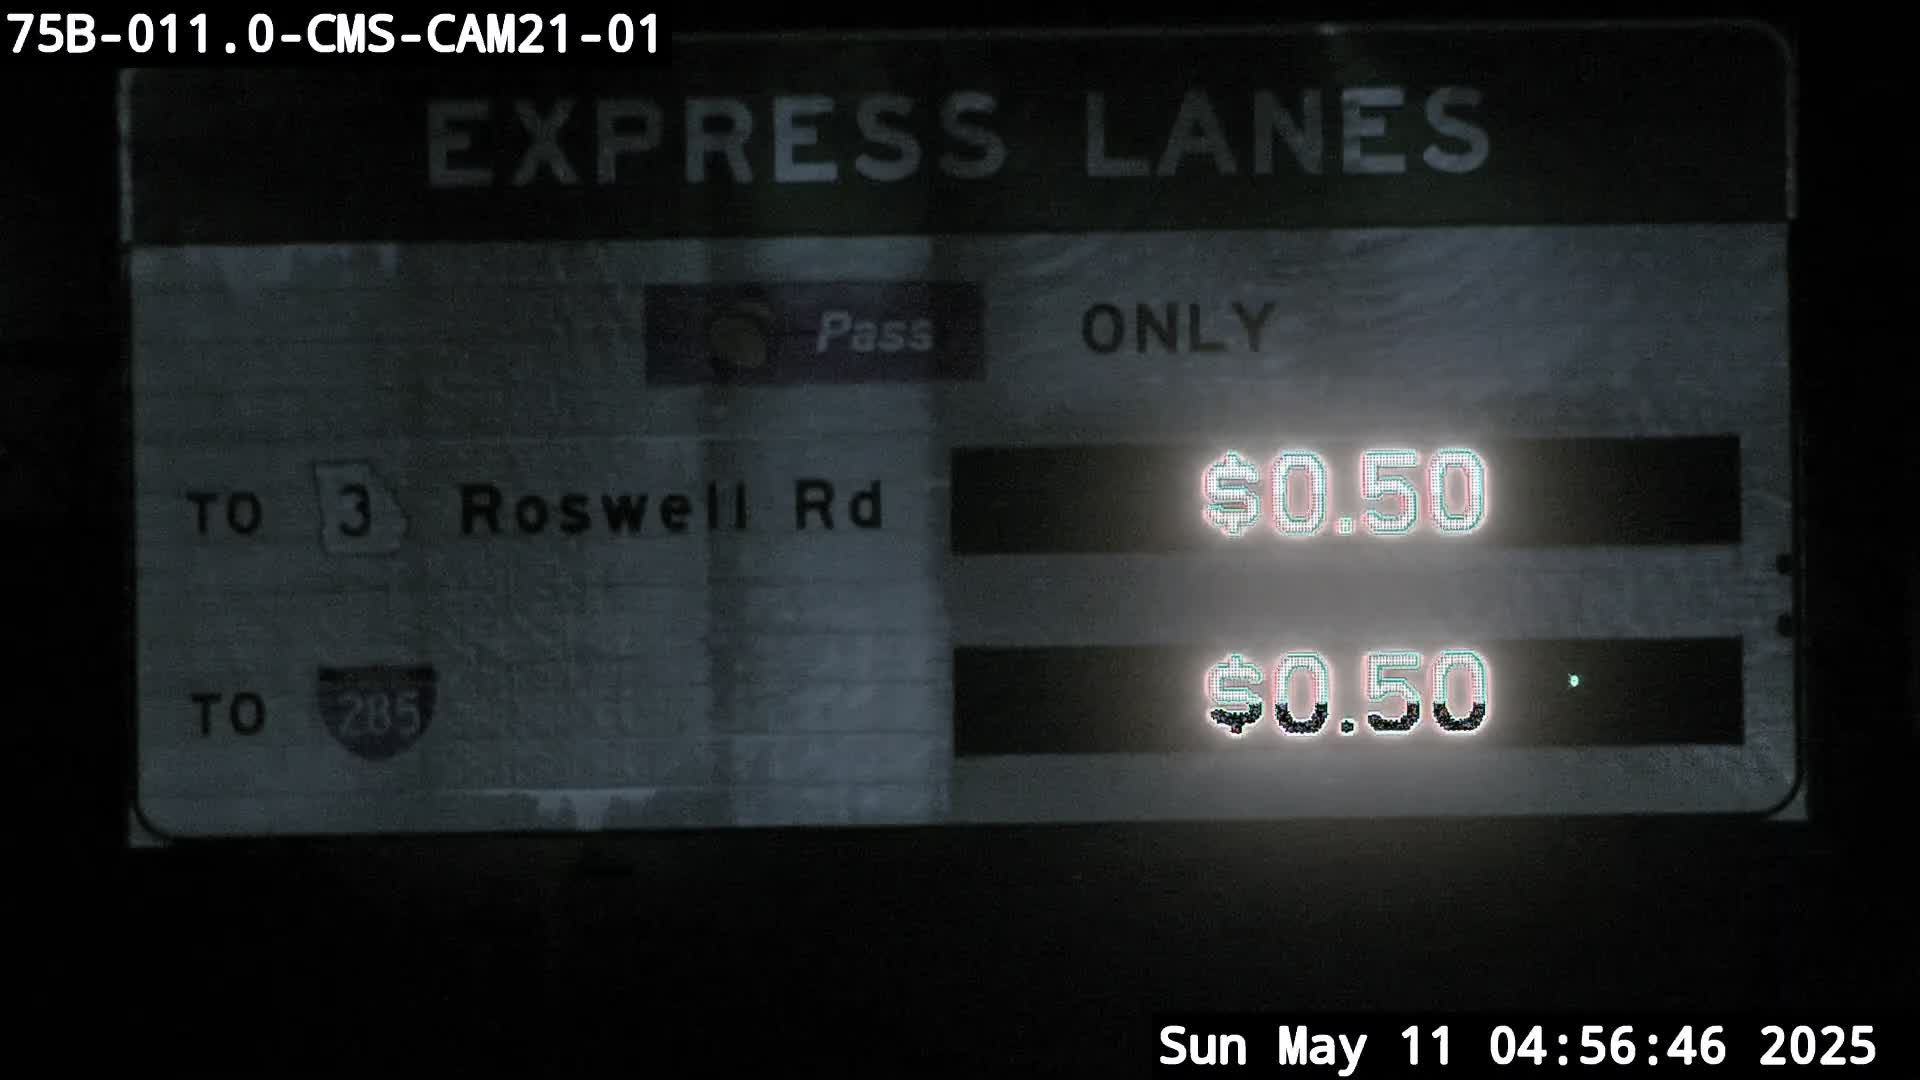 75B-011.0-CMS-CAM21-01
EXPRESS LANES
Pass ONLY
TO 3 Roswell Rd $0.50
TO 285 $0.50
Sun May 11 04:56:46 2025